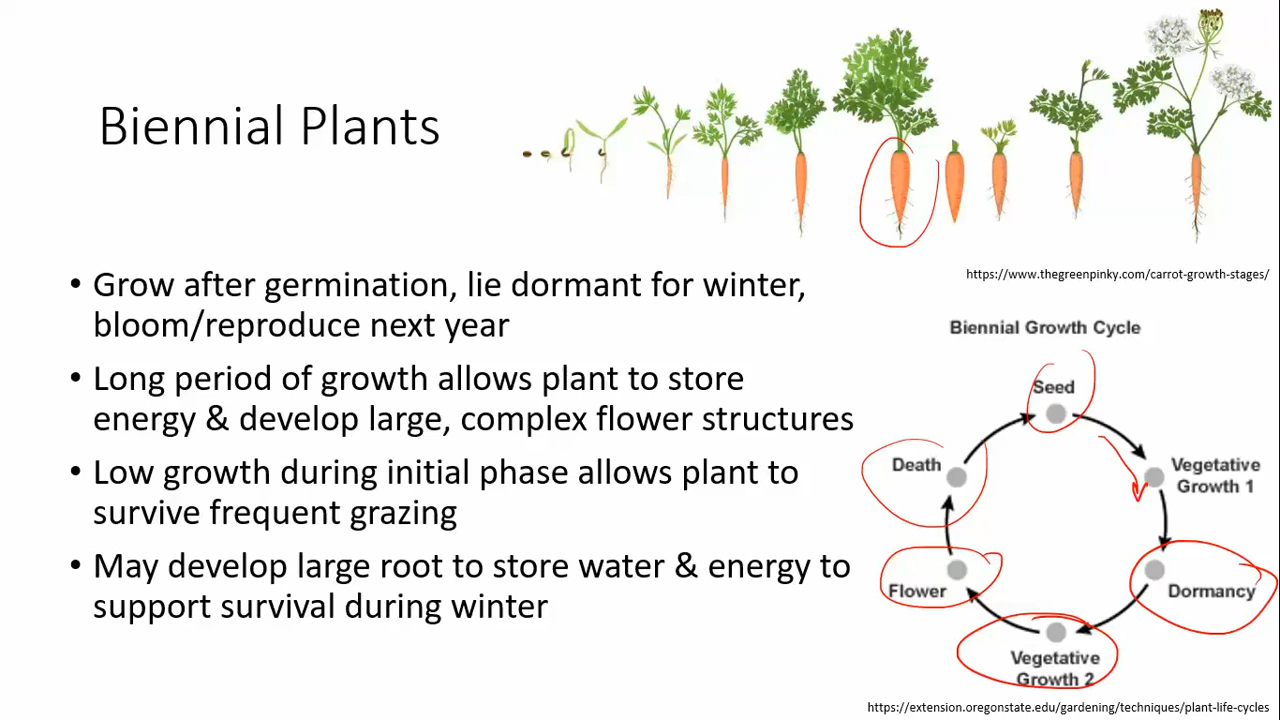 Biennial Plants
• Grow after germination, lie dormant for winter,
bloom/reproduce next year
• Long period of growth allows plant to store
energy & develop large, complex flower structures
• Low growth during initial phase allows plant to
survive frequent grazing
• May develop large root to store water & energy to
support survival during winter
https://www.thegreenpinky.com/carrot-growth-stages/
Biennial Growth Cycle
Seed
Vegetative
Growth 1
Dormancy
Vegetative
Growth 2
Flower
Death
https://extension.oregonstate.edu/gardening/techniques/plant-life-cycles